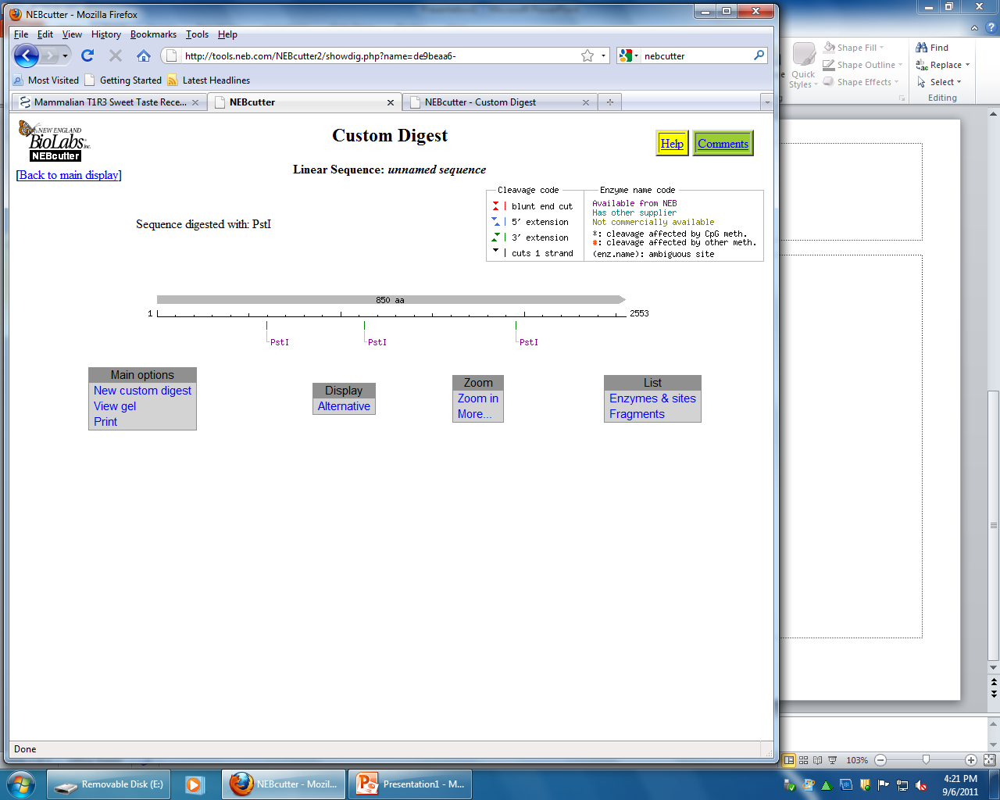 NEBcutter - Mozilla Firefox
File Edit View History Bookmarks Tools Help
http://tools.neb.com/NEBcutter2/showdig.php?name=de9beaa6-
nebcutter
Most Visited Getting Started Latest Headlines
Mammalian T1R3 Sweet Taste Rece...
NEBcutter
NEBcutter - Custom Digest
NEW ENGLAND
BioLabs Inc.
NEBcutter
[Back to main display]
Custom Digest
Linear Sequence: unnamed sequence
Help
Comments
Sequence digested with: PstI
Cleavage code
blunt end cut
5' extension
3' extension
cuts 1 strand
Enzyme name code
Available from NEB
Has other supplier
Not commercially available
*: cleavage affected by CpG meth.
#: cleavage affected by other meth.
(enz.name): ambiguous site
850 aa
1
2553
PstI
PstI
PstI
Main options
New custom digest
View gel
Print
Display
Alternative
Zoom
Zoom in
More...
List
Enzymes & sites
Fragments
Done
Quick
Styles
Shape Fill
Shape Outline
Shape Effects
Find
Replace
Select
Editing
103%
Removable Disk (E:)
NEBcutter - Mozil...
Presentation1 - M...
4:21 PM
9/6/2011